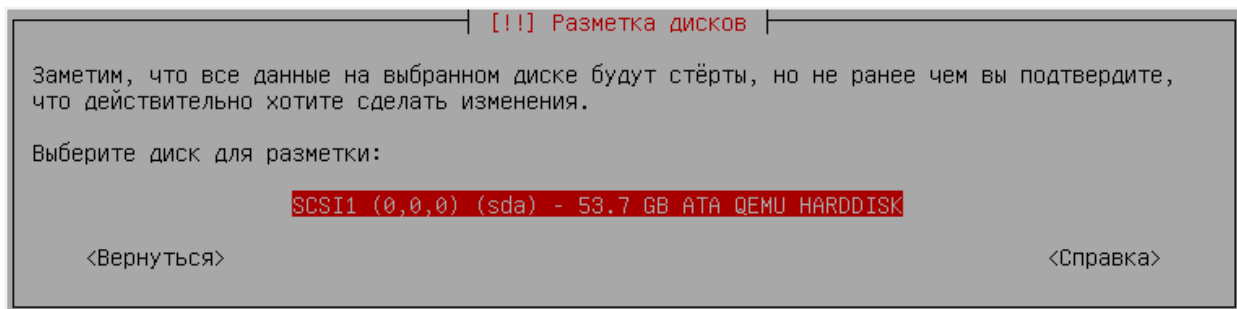 [!!] Разметка дисков
Заметим, что все данные на выбранном диске будут стёрты, но не ранее чем вы подтвердите,
что действительно хотите сделать изменения.
Выберите диск для разметки:
SCSI1 (0,0,0) (sda) - 53.7 GB ATA QEMU HARDDISK
<Вернуться> <Справка>